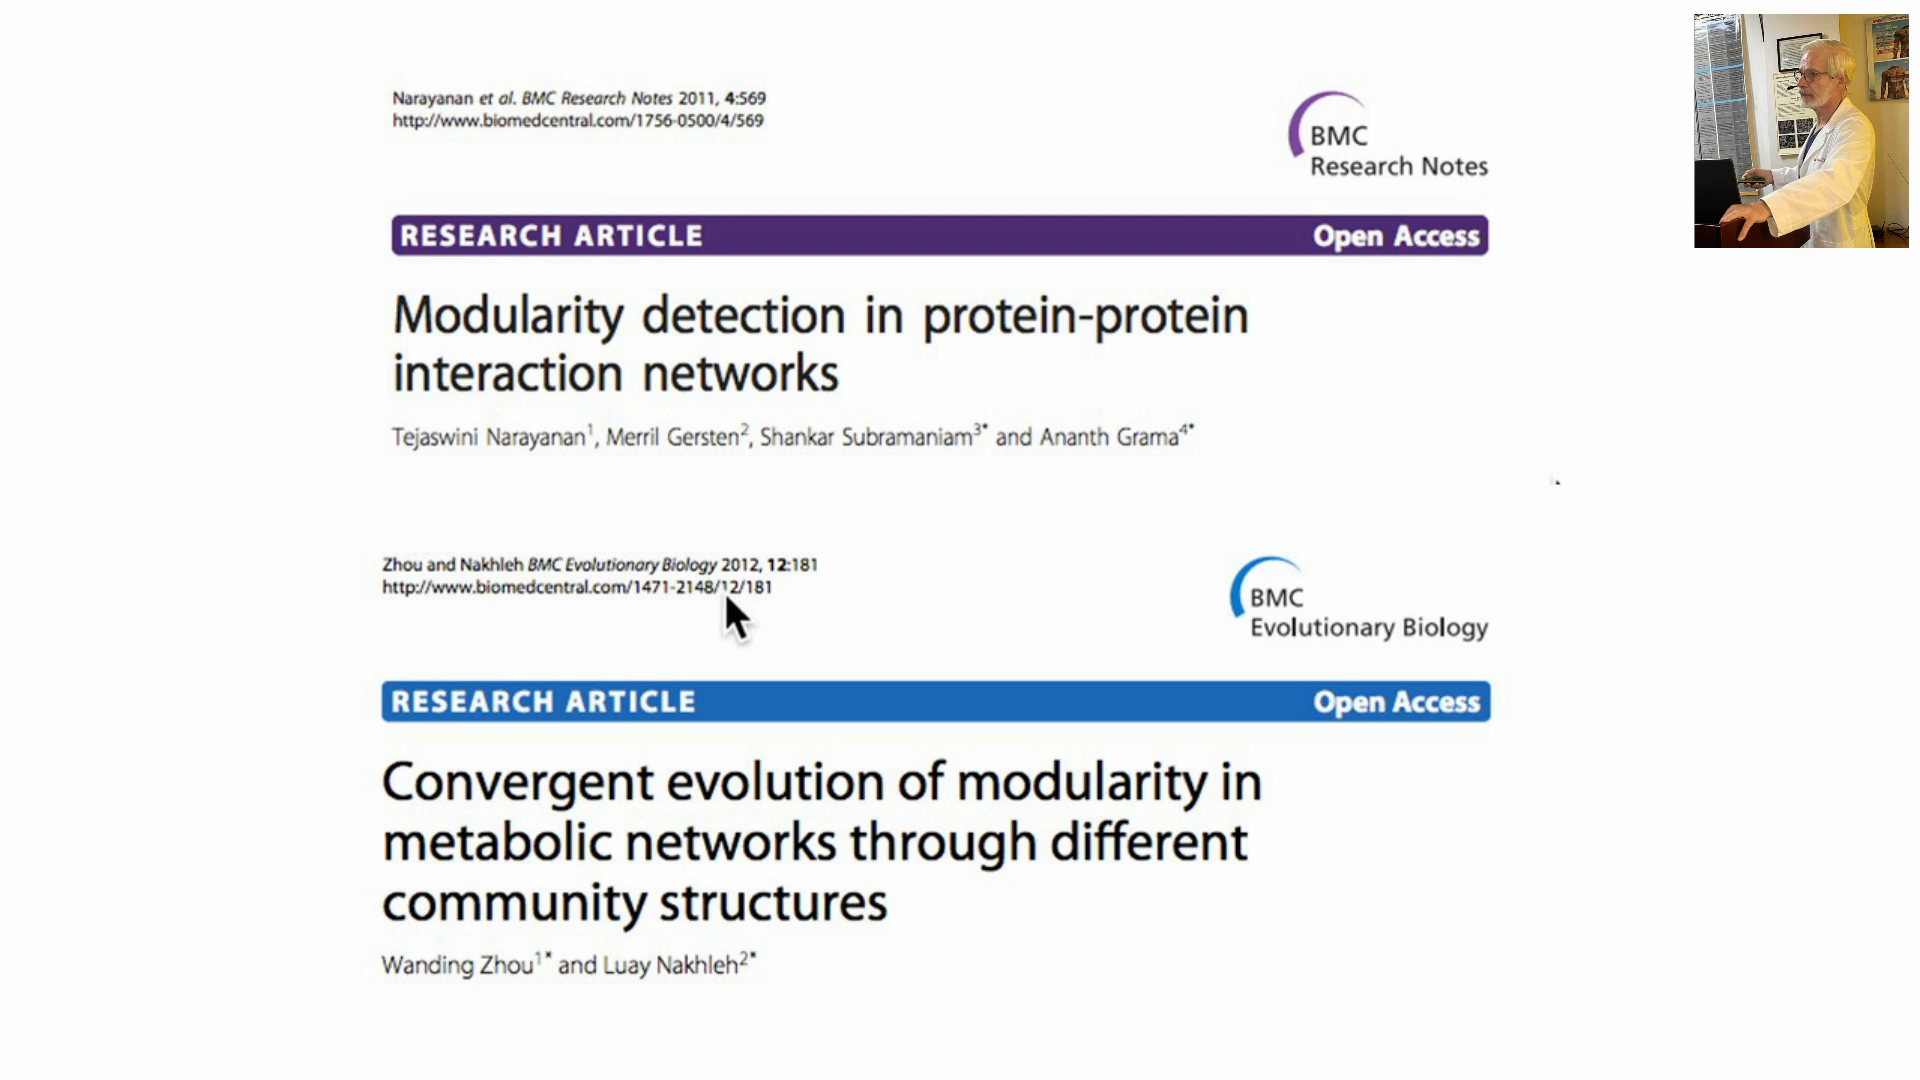 Narayanan et al. BMC Research Notes 2011, 4:569
http://www.biomedcentral.com/1756-0500/4/569
BMC
Research Notes
RESEARCH ARTICLE Open Access
Modularity detection in protein-protein
interaction networks
Tejaswini Narayanan1, Merril Gersten2, Shankar Subramaniam3* and Ananth Grama4*
Zhou and Nakhleh BMC Evolutionary Biology 2012, 12:181
http://www.biomedcentral.com/1471-2148/12/181
BMC
Evolutionary Biology
RESEARCH ARTICLE Open Access
Convergent evolution of modularity in
metabolic networks through different
community structures
Wanding Zhou1* and Luay Nakhleh2*